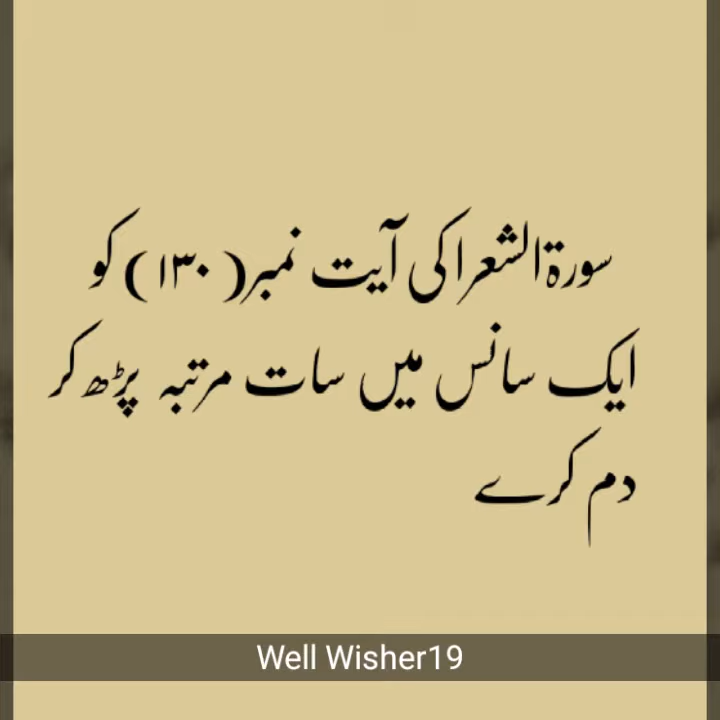 سورۃ الشعرا کی آیت نمبر (۱۳۰) کو
ایک سانس میں سات مرتبہ پڑھ کر
دم کرے
Well Wisher19